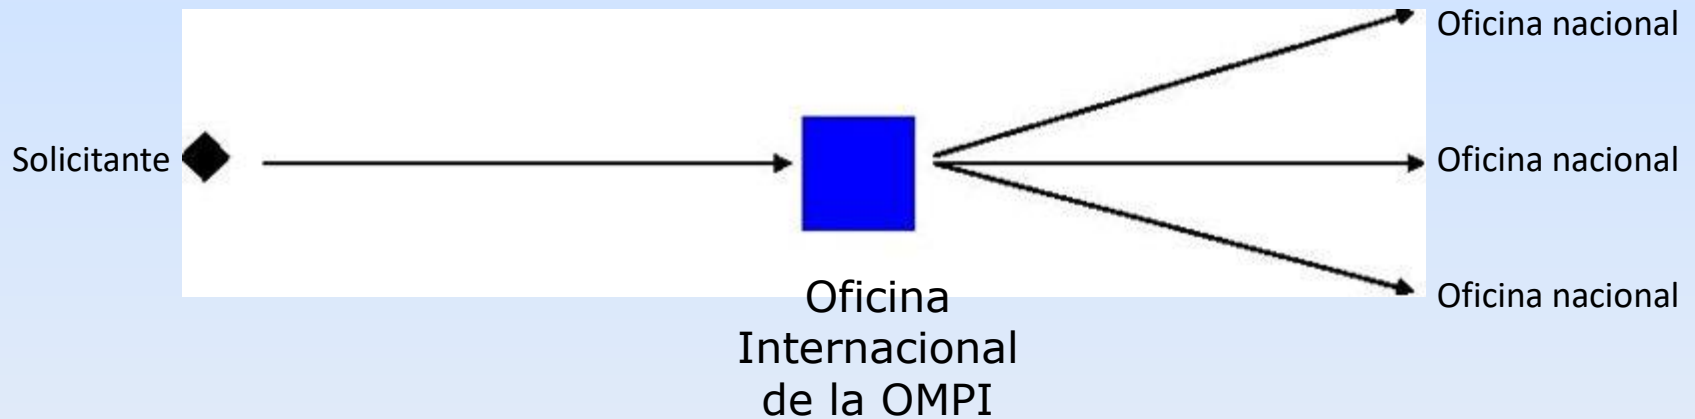 Oficina nacional
Solicitante
Oficina nacional
Oficina nacional
Oficina
Internacional
de la OMPI